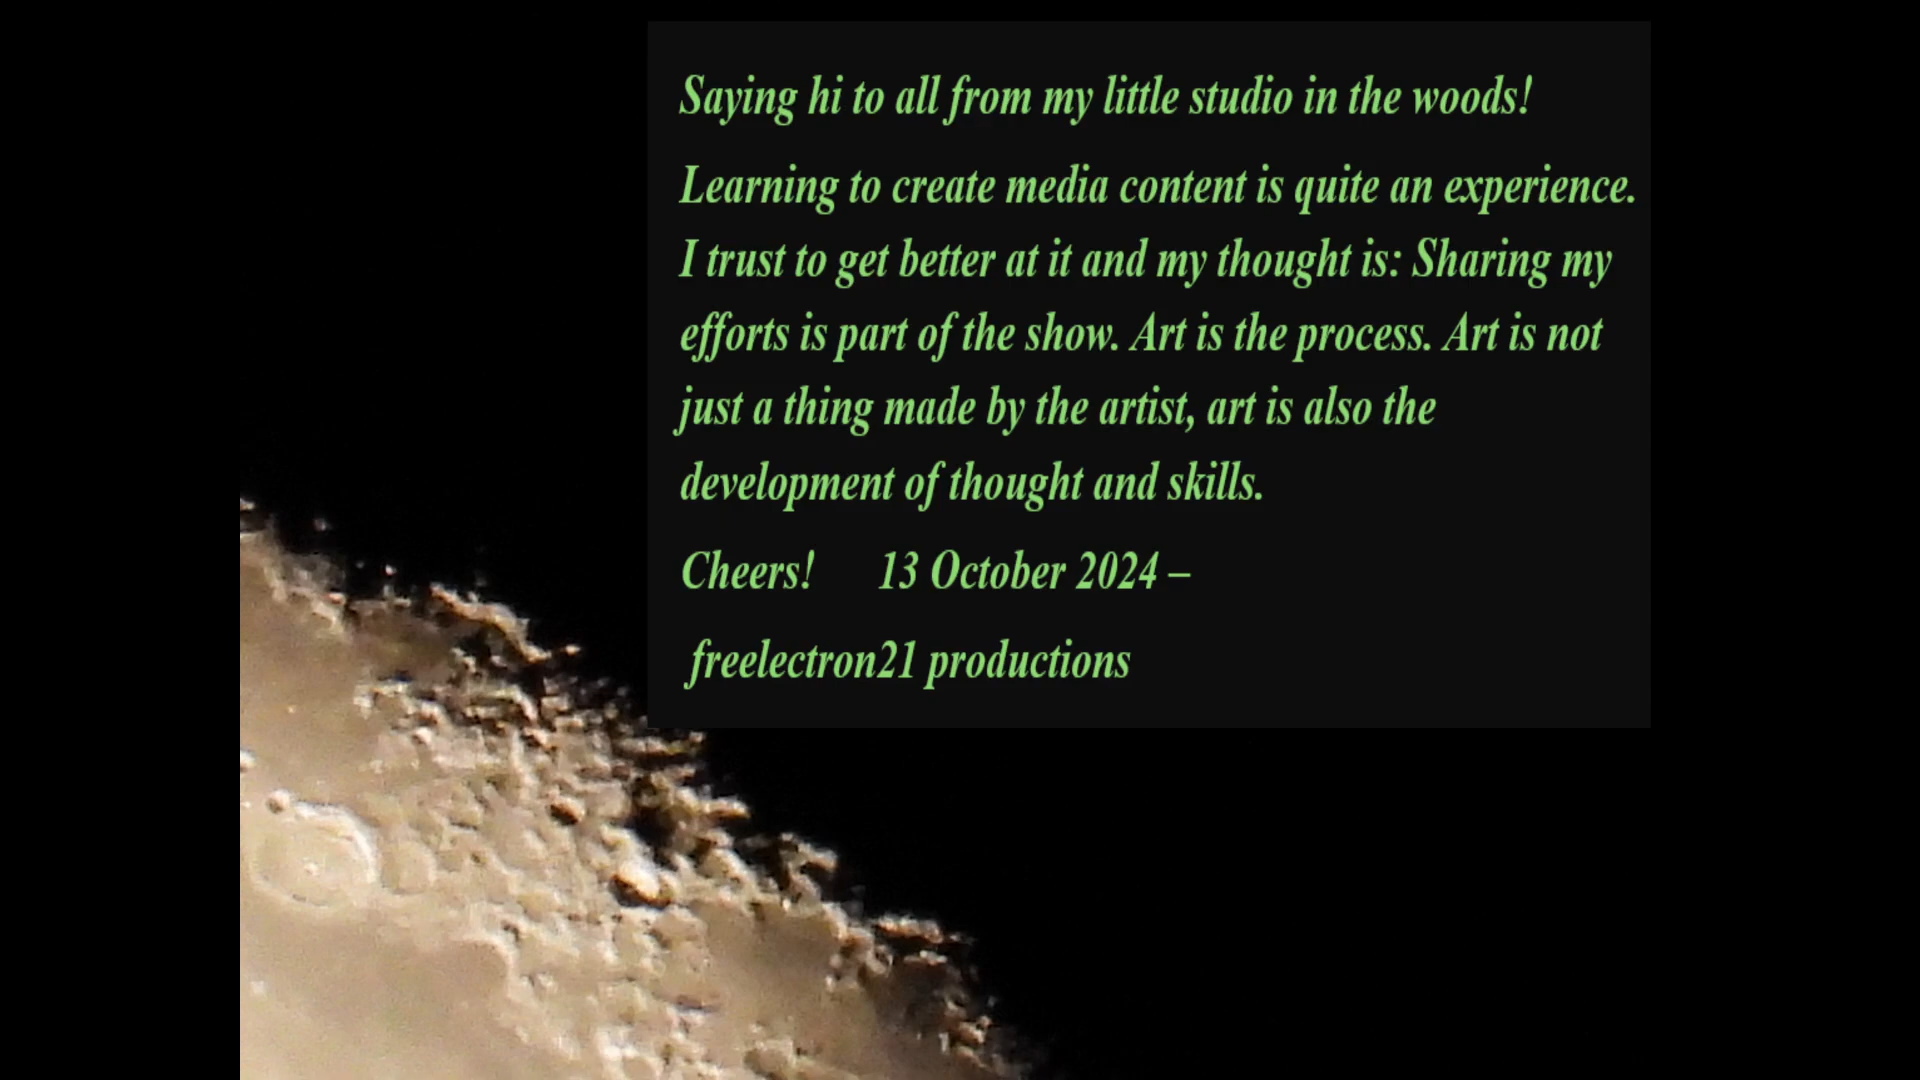 Saying hi to all from my little studio in the woods!
Learning to create media content is quite an experience.
I trust to get better at it and my thought is: Sharing my
efforts is part of the show. Art is the process. Art is not
just a thing made by the artist, art is also the
development of thought and skills.
Cheers! 13 October 2024 –
freelectron21 productions